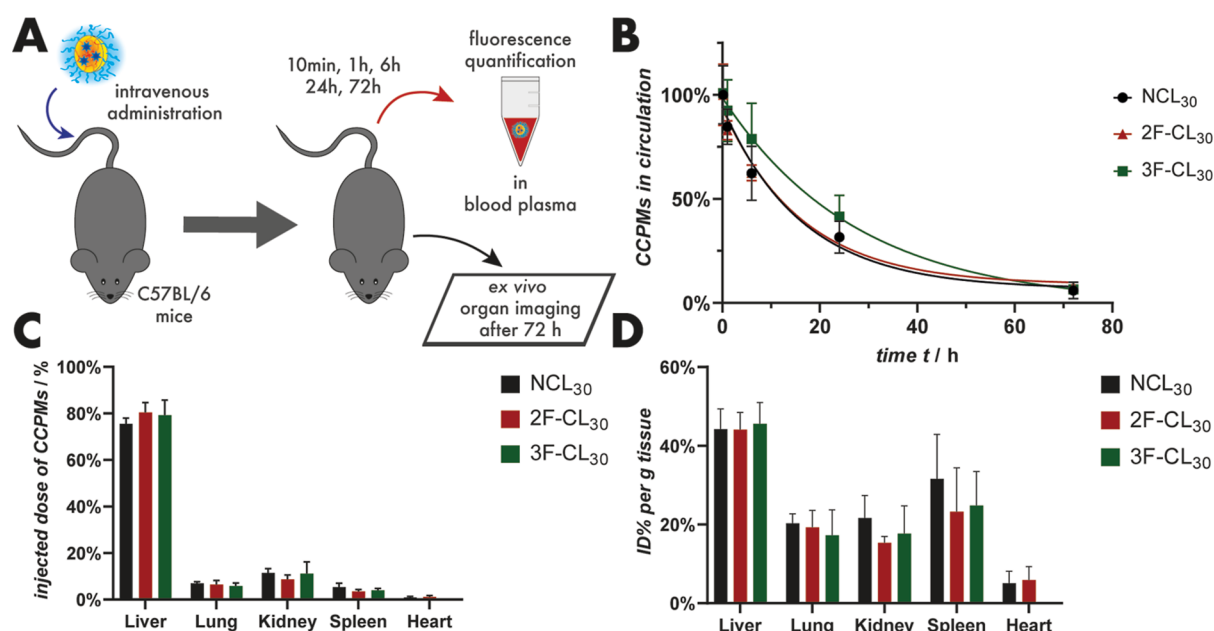 A
intravenous
administration
C57BL/6
mice
10min, 1h, 6h
24h, 72h
fluorescence
quantification
in
blood plasma
ex vivo
organ imaging
after 72 h
B
CCPMs in circulation
100%
50%
0%
0
20
40
60
80
time t / h
NCL30
2F-CL30
3F-CL30
C
injected dose of CCPMs / %
100%
80%
60%
40%
20%
0%
Liver
Lung
Kidney
Spleen
Heart
NCL30
2F-CL30
3F-CL30
D
ID% per g tissue
60%
40%
20%
0%
Liver
Lung
Kidney
Spleen
Heart
NCL30
2F-CL30
3F-CL30